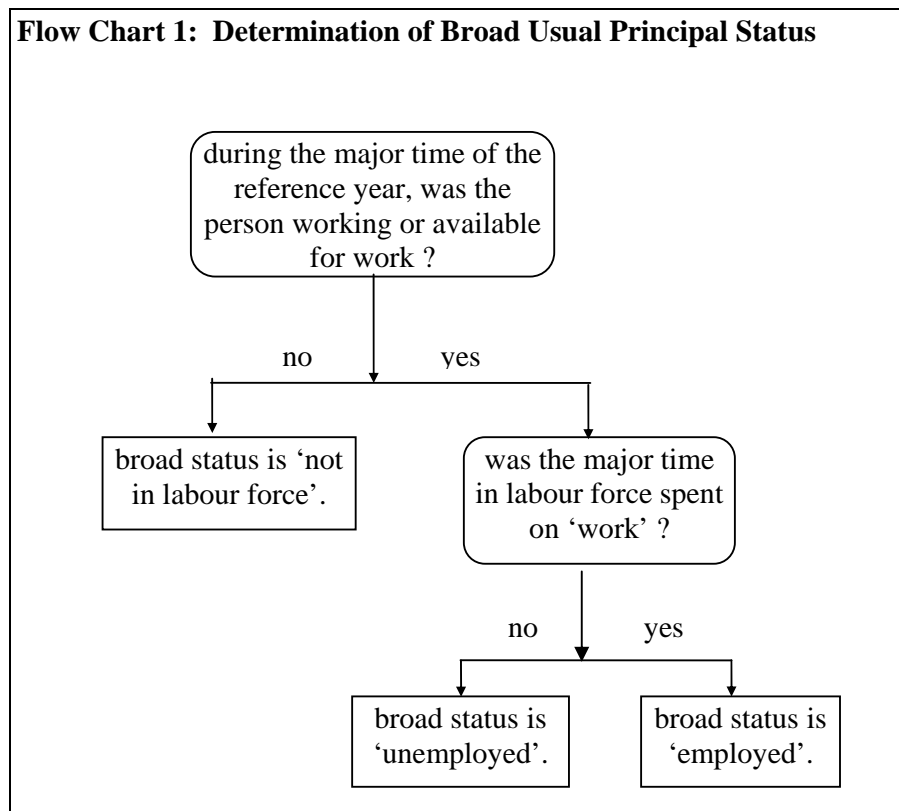 Flow Chart 1: Determination of Broad Usual Principal Status
during the major time of the
reference year, was the
person working or available
for work ?
no
yes
broad status is ‘not
in labour force’.
was the major time
in labour force spent
on ‘work’ ?
no
yes
broad status is
‘unemployed’.
broad status is
‘employed’.